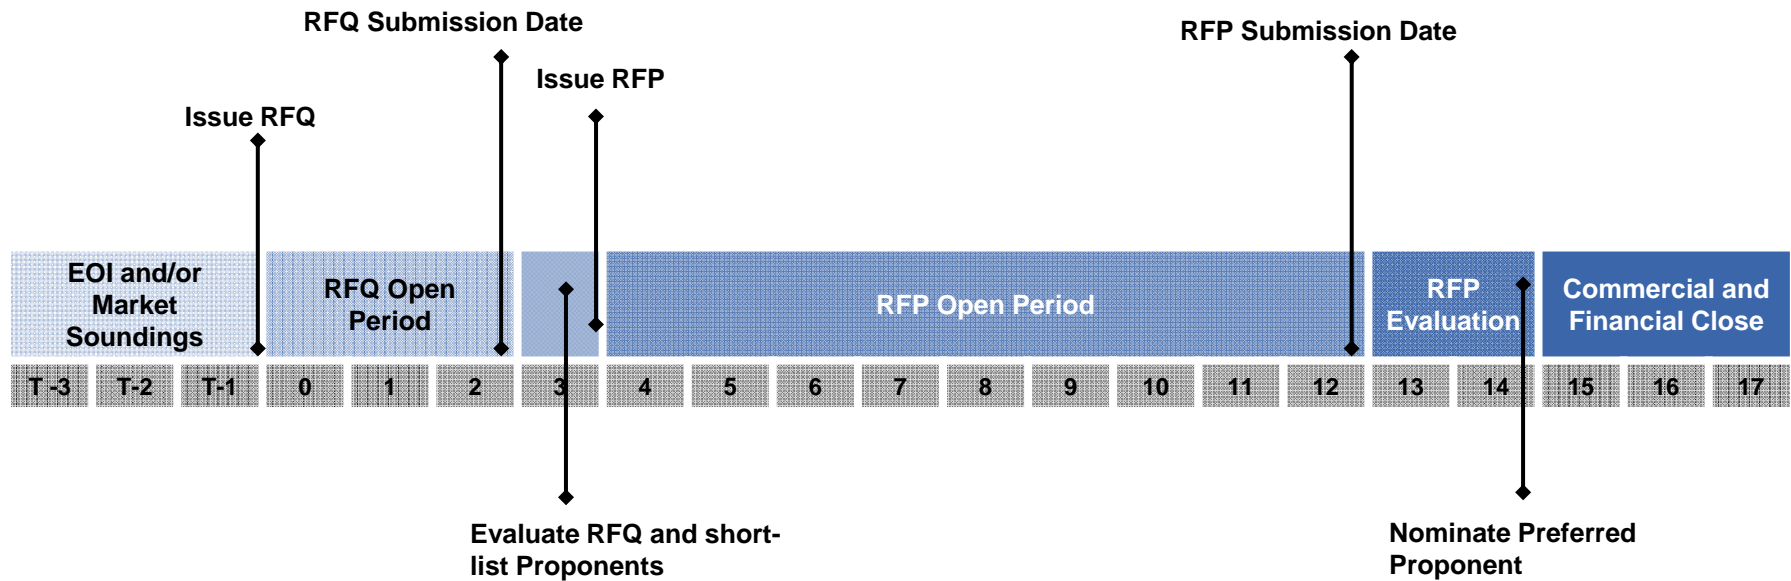 RFQ Submission Date
RFP Submission Date
Issue RFP
Issue RFQ
EOI and/or
Market
Soundings
RFQ Open
Period
RFP Open Period
RFP
Evaluation
Commercial and
Financial Close
T -3 T-2 T-1 0 1 2 3 4 5 6 7 8 9 10 11 12 13 14 15 16 17
Evaluate RFQ and short-
list Proponents
Nominate Preferred
Proponent